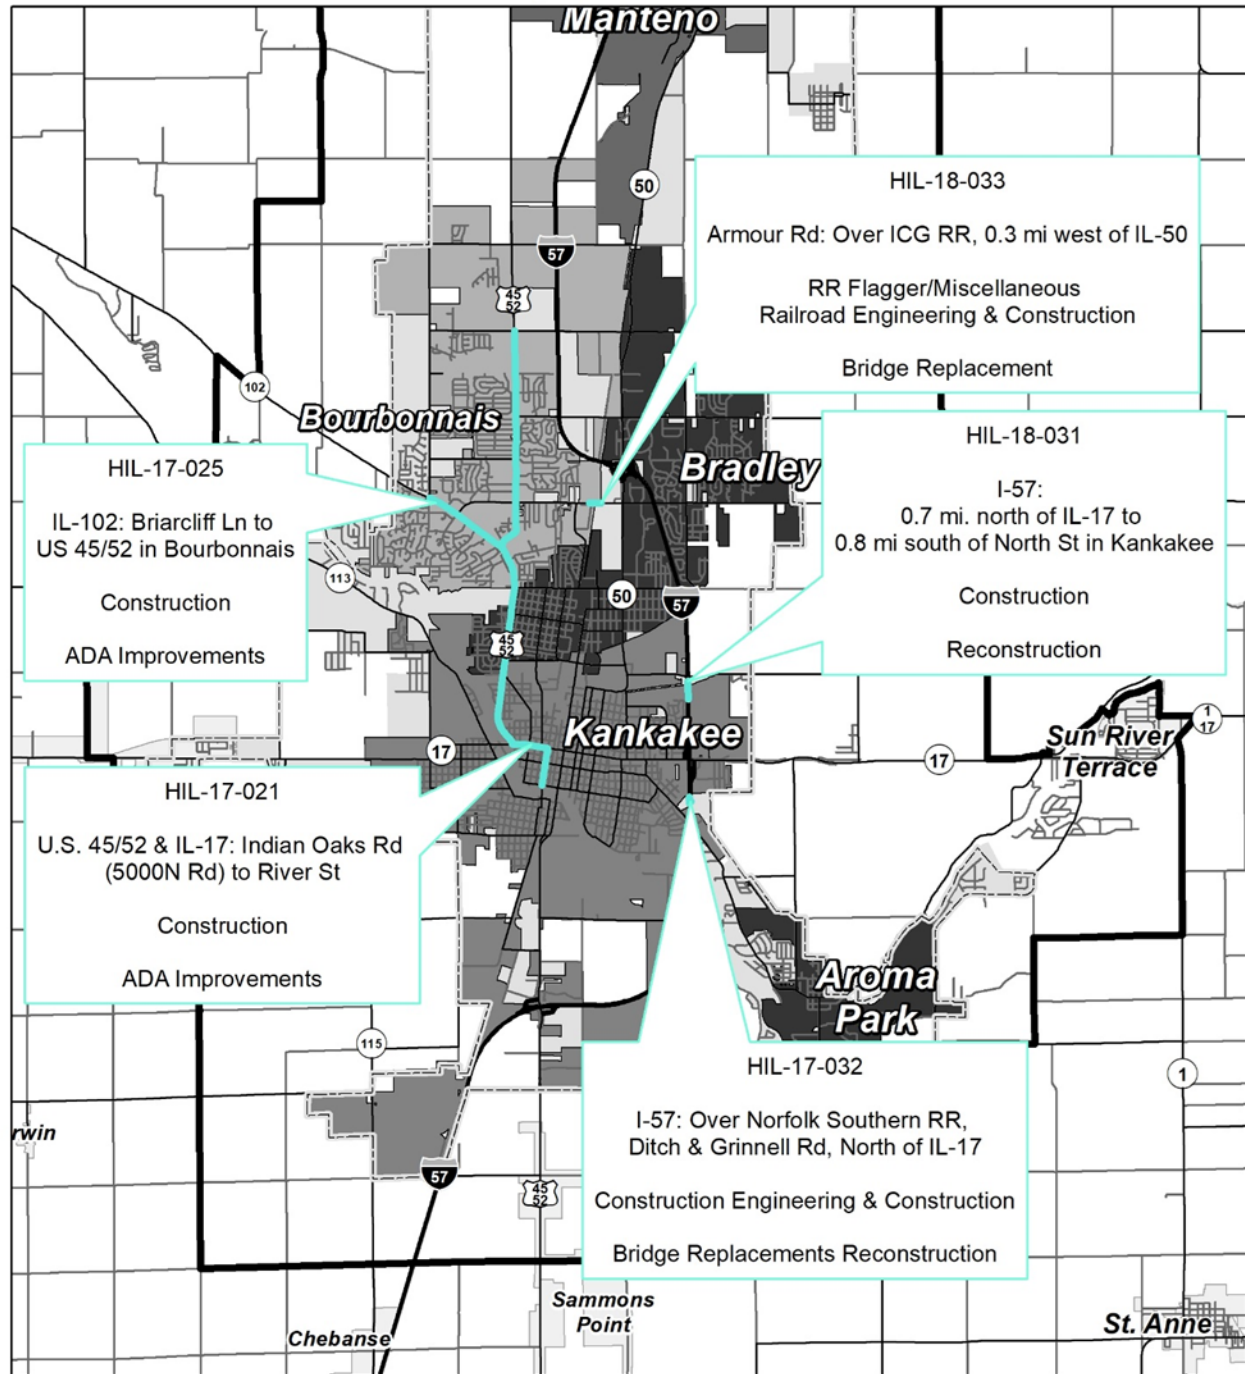 Manteno
50
HIL-18-033
Armour Rd: Over ICG RR, 0.3 mi west of IL-50
RR Flagger/Miscellaneous
Railroad Engineering & Construction
Bridge Replacement
57
45
52
102
Bourbonnais
HIL-18-031
I-57:
0.7 mi. north of IL-17 to
0.8 mi south of North St in Kankakee
Construction
Reconstruction
Bradley
HIL-17-025
IL-102: Briarcliff Ln to
US 45/52 in Bourbonnais
Construction
ADA Improvements
113
50
57
45
52
Kankakee
17
17
1
17
Sun River
Terrace
HIL-17-021
U.S. 45/52 & IL-17: Indian Oaks Rd
(5000N Rd) to River St
Construction
ADA Improvements
Aroma
Park
115
HIL-17-032
I-57: Over Norfolk Southern RR,
Ditch & Grinnell Rd, North of IL-17
Construction Engineering & Construction
Bridge Replacements Reconstruction
1
rwin
57
45
52
Sammons
Point
Chebanse
St. Anne